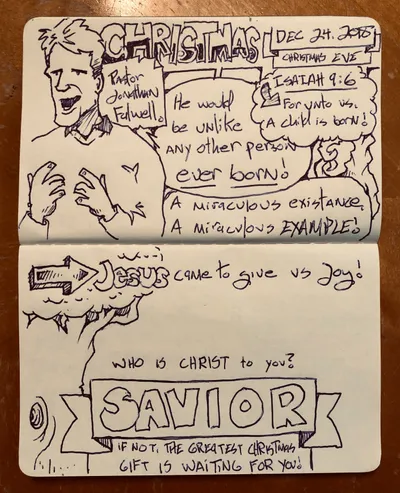 CHRISTMAS!
DEC 24,
CHRISTMAS EVE
Pastor
Jonathan
Falwell
ISAIAH 9:6
For unto us.
A child is born!
He would
be unlike
any other person
ever born!
A miraculous existance,
A miraculous EXAMPLE!
Jesus came to give us Joy!
WHO IS CHRIST to you?
SAVIOR
IF NOT, THE GREATEST CHRISTMAS
GIFT IS WAITING FOR YOU!